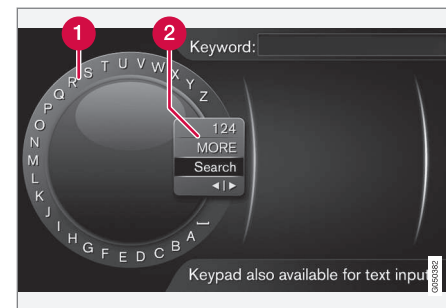 1
2
Keyword:
A B C D E F G H I J K L M N O P Q R S T U V W X Y Z
124
MORE
Search
◄|►
Keypad also available for text input
G050382